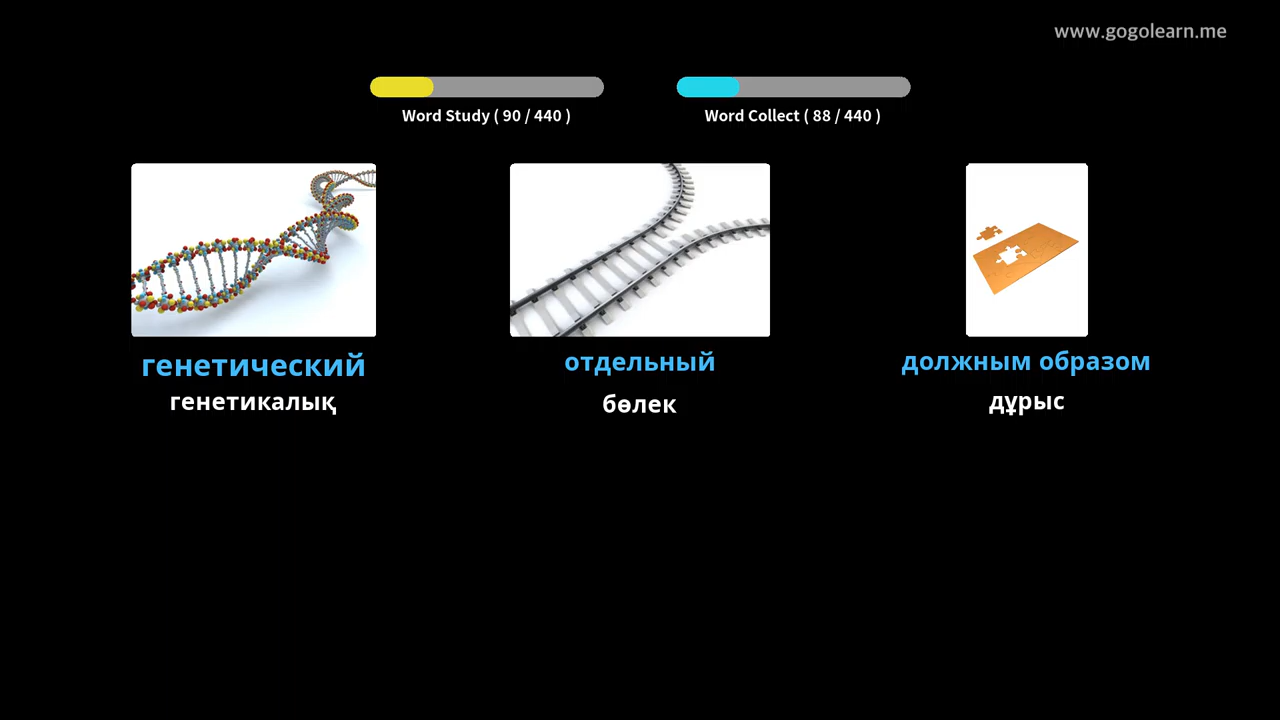 www.gogolearn.me
Word Study ( 90 / 440 )
Word Collect ( 88 / 440 )
генетический
отдельный
должным образом
генетикалық
бөлек
дұрыс